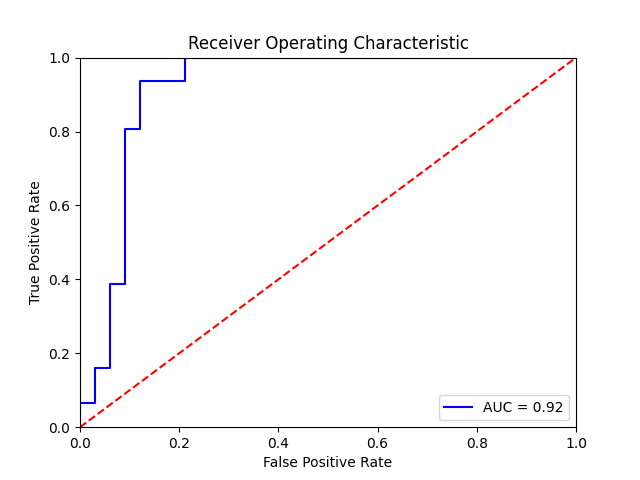 Receiver Operating Characteristic
True Positive Rate
1.0
0.8
0.6
0.4
0.2
0.0
AUC = 0.92
0.0 0.2 0.4 0.6 0.8 1.0
False Positive Rate